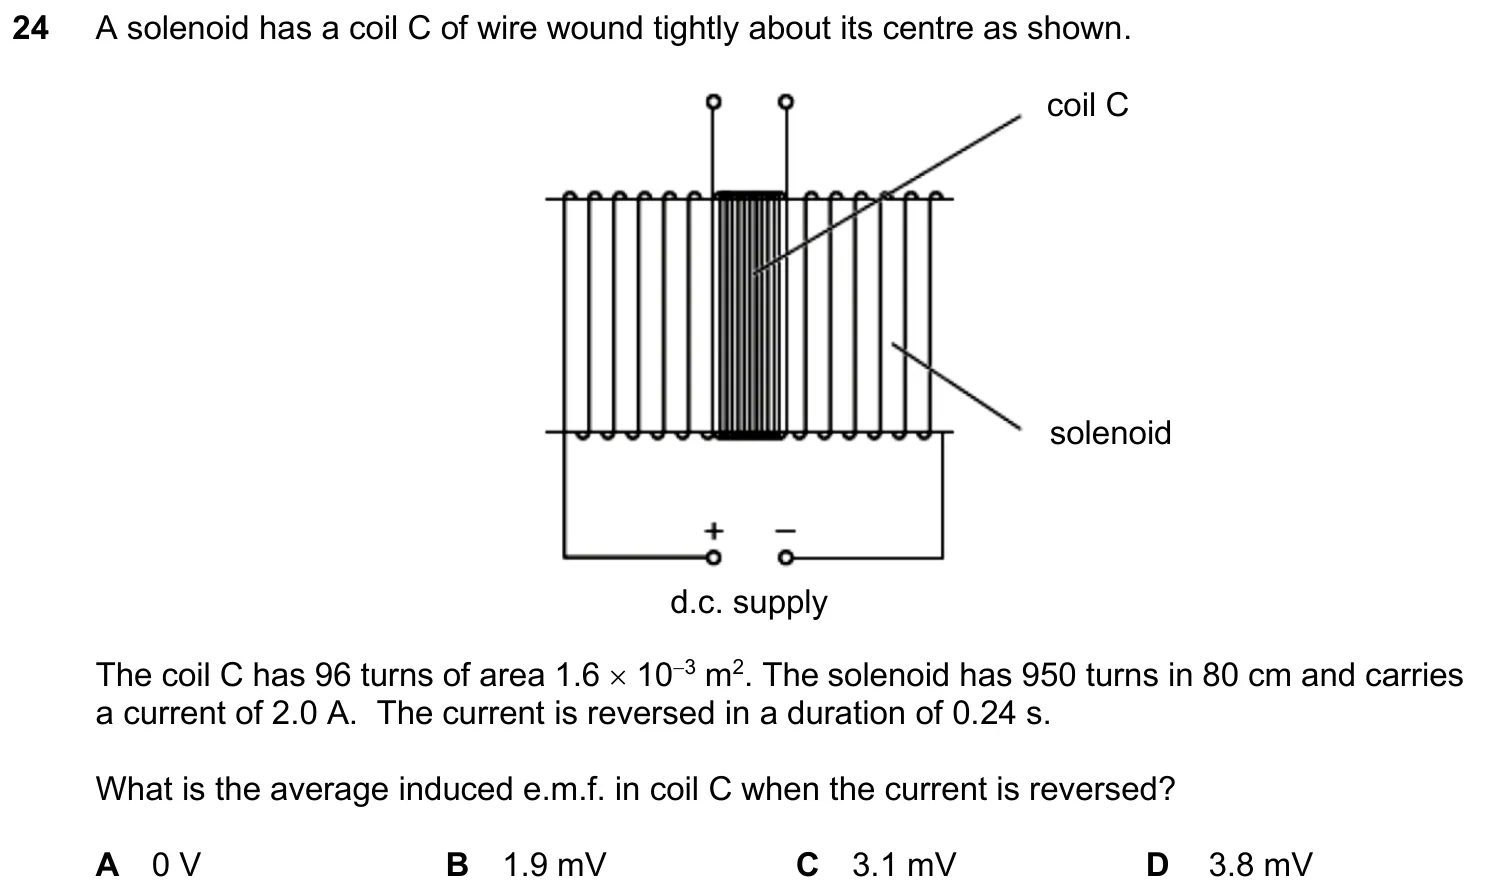 24 A solenoid has a coil C of wire wound tightly about its centre as shown.
coil C
solenoid
+ −
d.c. supply
The coil C has 96 turns of area 1.6 × 10⁻³ m². The solenoid has 950 turns in 80 cm and carries
a current of 2.0 A. The current is reversed in a duration of 0.24 s.
What is the average induced e.m.f. in coil C when the current is reversed?
A 0 V B 1.9 mV C 3.1 mV D 3.8 mV